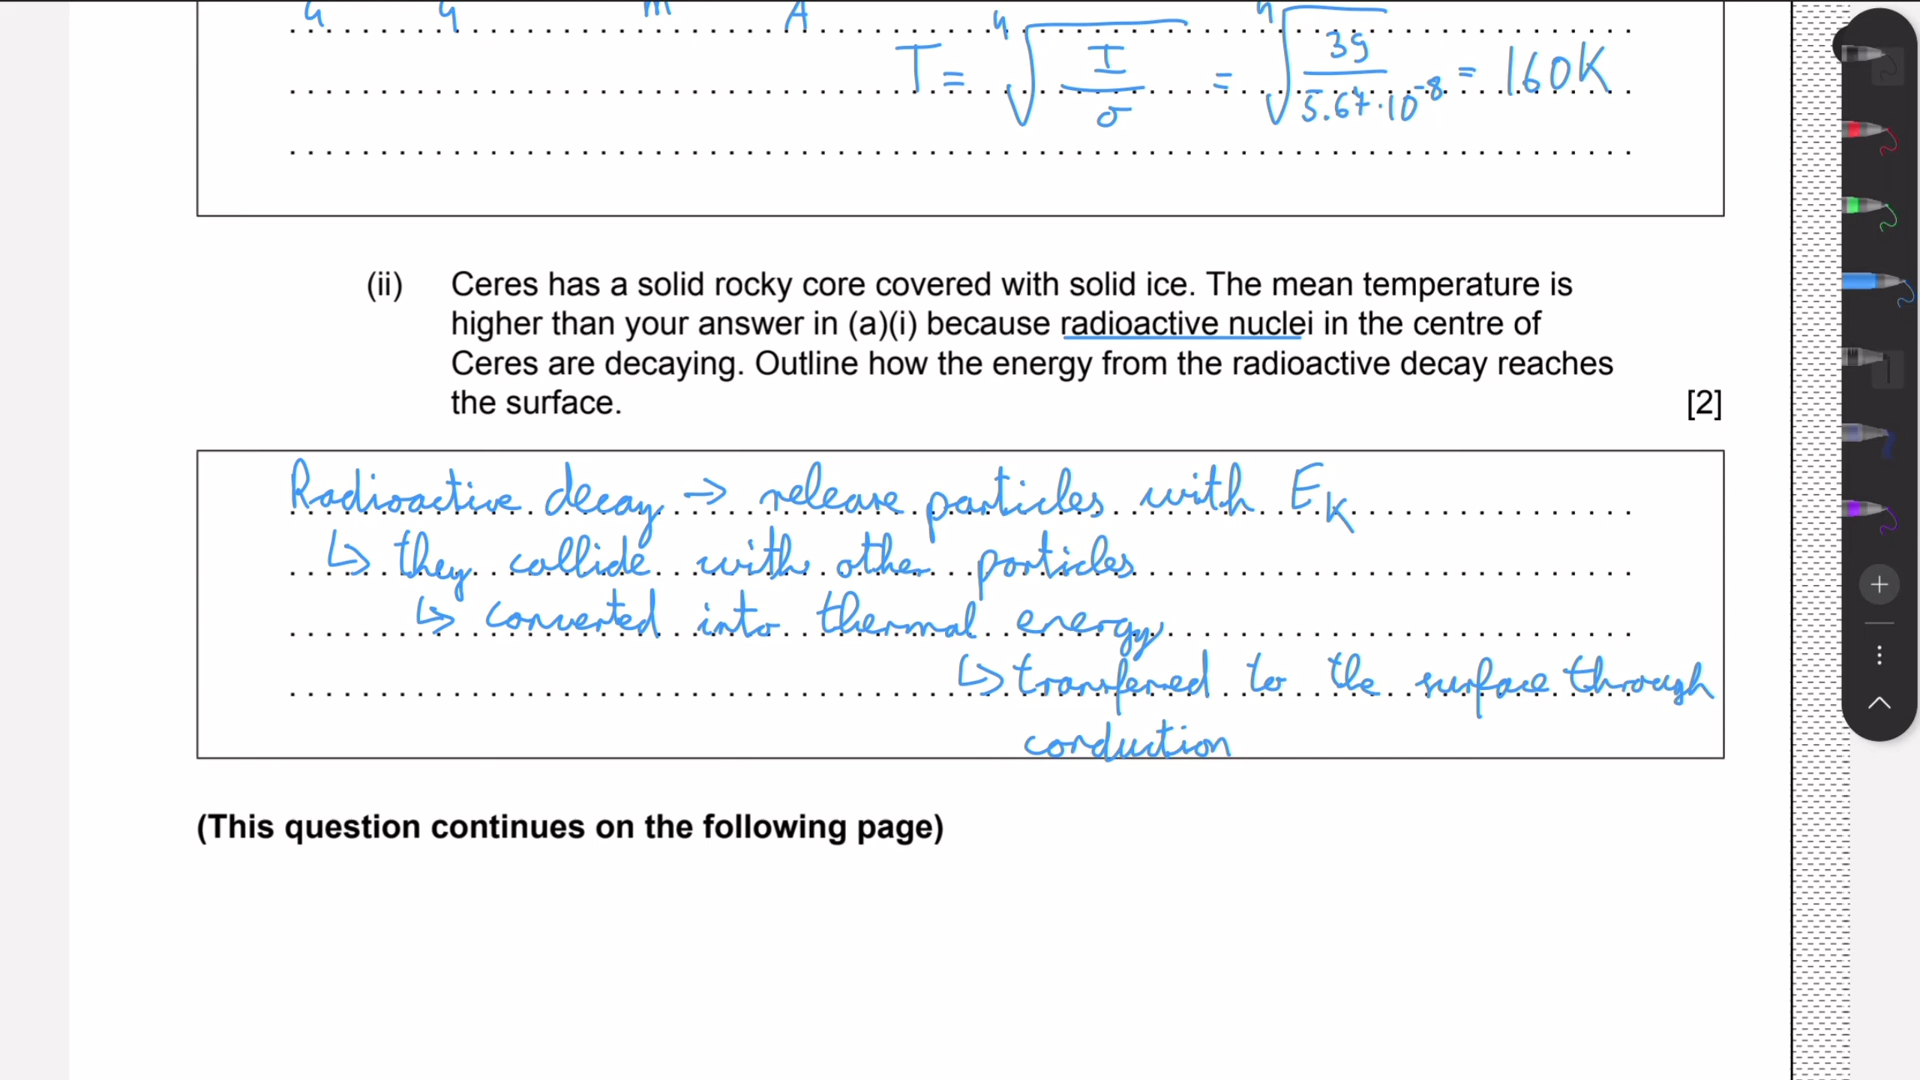 4 4 m A
T = ⁴√(I/σ) = ⁴√(39/5.67·10⁻⁸) = 160K
(ii) Ceres has a solid rocky core covered with solid ice. The mean temperature is
higher than your answer in (a)(i) because radioactive nuclei in the centre of
Ceres are decaying. Outline how the energy from the radioactive decay reaches
the surface. [2]
Radioactive decay → release particles with E_K
↳ they collide with other particles
↳ converted into thermal energy
↳ transferred to the surface through
conduction
(This question continues on the following page)